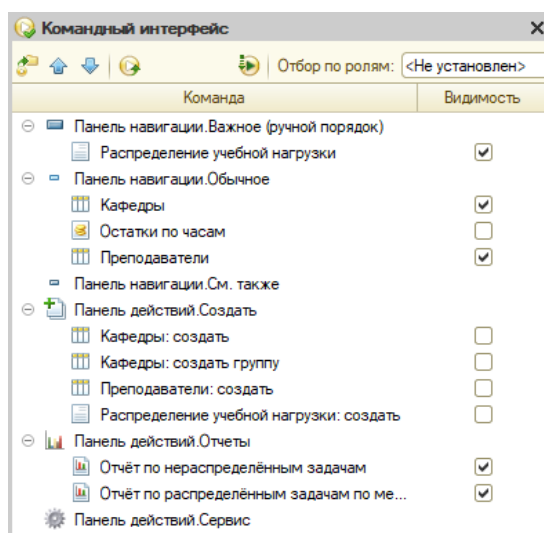 Командный интерфейс
Отбор по ролям: <Не установлен>
Команда Видимость
Панель навигации.Важное (ручной порядок)
Распределение учебной нагрузки
Панель навигации.Обычное
Кафедры
Остатки по часам
Преподаватели
Панель навигации.См. также
Панель действий.Создать
Кафедры: создать
Кафедры: создать группу
Преподаватели: создать
Распределение учебной нагрузки: создать
Панель действий.Отчеты
Отчёт по нераспределённым задачам
Отчёт по распределённым задачам по ме...
Панель действий.Сервис